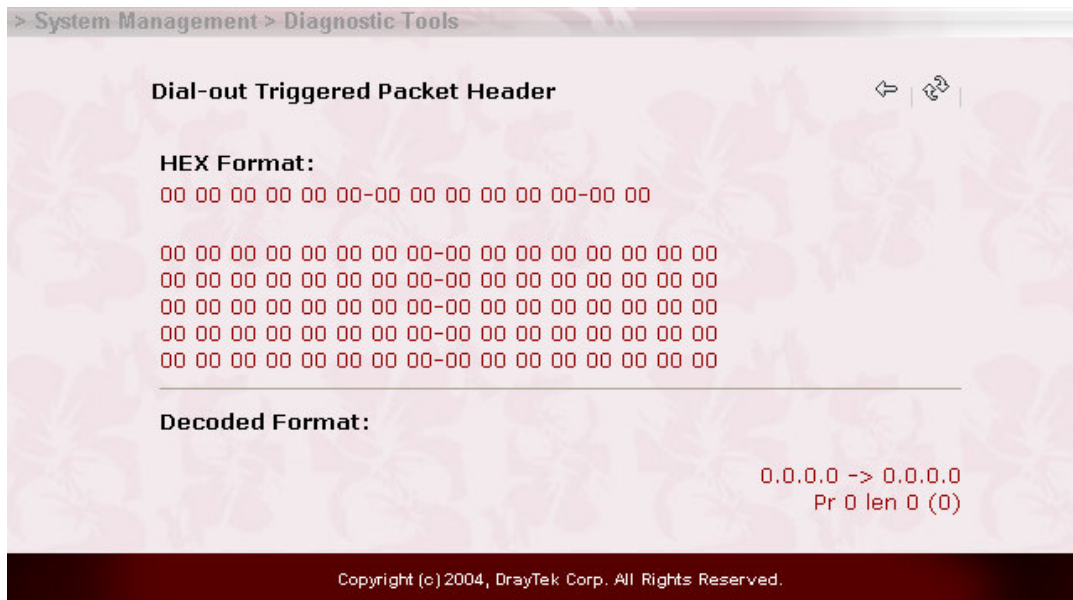 > System Management > Diagnostic Tools
Dial-out Triggered Packet Header
HEX Format:
00 00 00 00 00 00-00 00 00 00 00 00-00 00
00 00 00 00 00 00 00 00-00 00 00 00 00 00 00 00
00 00 00 00 00 00 00 00-00 00 00 00 00 00 00 00
00 00 00 00 00 00 00 00-00 00 00 00 00 00 00 00
00 00 00 00 00 00 00 00-00 00 00 00 00 00 00 00
00 00 00 00 00 00 00 00-00 00 00 00 00 00 00 00
Decoded Format:
0.0.0.0 -> 0.0.0.0
Pr 0 len 0 (0)
Copyright (c) 2004, DrayTek Corp. All Rights Reserved.